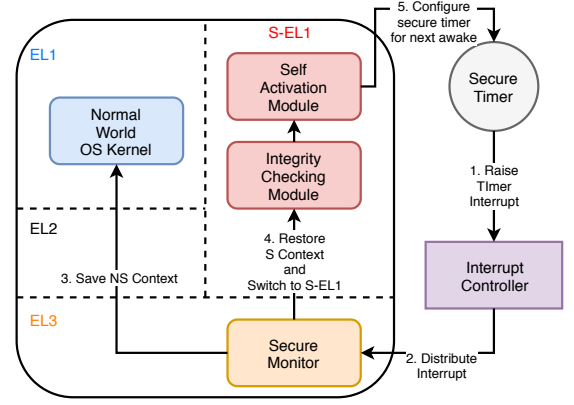 EL1
S-EL1
5. Configure
secure timer
for next awake
Self
Activation
Module
Secure
Timer
Normal
World
OS Kernel
Integrity
Checking
Module
1. Raise
TImer
Interrupt
EL2
4. Restore
S Context
and
Switch to S-EL1
3. Save NS Context
Interrupt
Controller
EL3
Secure
Monitor
2. Distribute
Interrupt